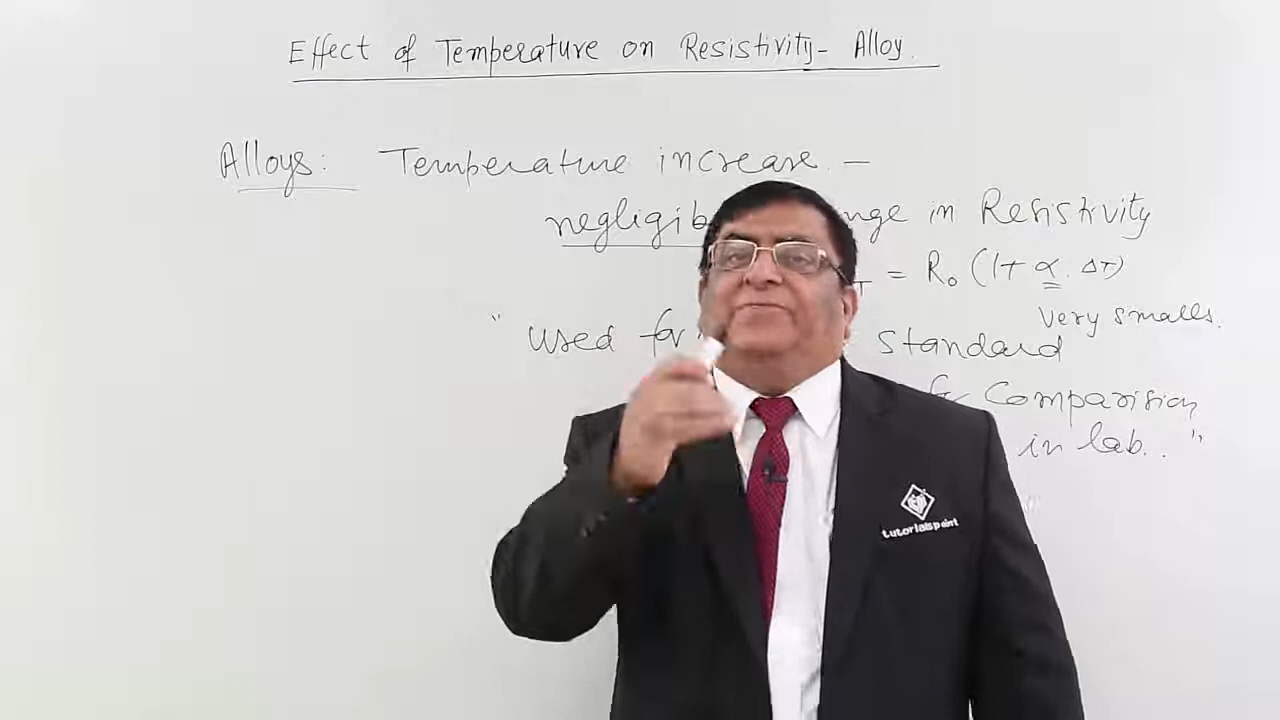 Effect of Temperature on Resistivity- Alloy.
Alloys: Temperature increase. -
negligib nge in Resistivity
T = R₀ (1+ α. ΔT)
very smalls.
" used for standard
Comparision
in lab. "
tutorialspoint